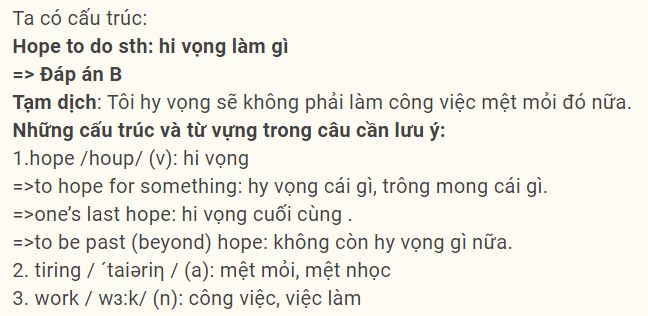 Ta có cấu trúc:
Hope to do sth: hi vọng làm gì
=> Đáp án B
Tạm dịch: Tôi hy vọng sẽ không phải làm công việc mệt mỏi đó nữa.
Những cấu trúc và từ vựng trong câu cần lưu ý:
1.hope /houp/ (v): hi vọng
=>to hope for something: hy vọng cái gì, trông mong cái gì.
=>one’s last hope: hi vọng cuối cùng .
=>to be past (beyond) hope: không còn hy vọng gì nữa.
2. tiring / ´taiəriη / (a): mệt mỏi, mệt nhọc
3. work / wɜ:k/ (n): công việc, việc làm